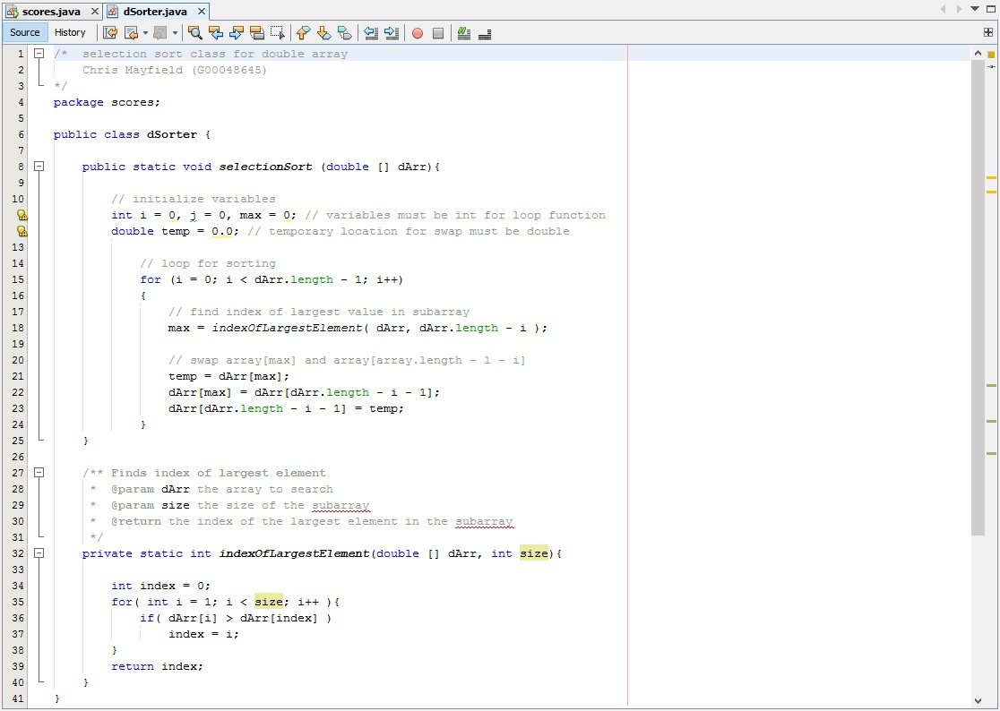 scores.java dSorter.java
Source History
1 /*  selection sort class for double array
2     Chris Mayfield (G00048645)
3 */
4 package scores;
5
6 public class dSorter {
7
8     public static void selectionSort (double [] dArr){
9
10         // initialize variables
        int i = 0, j = 0, max = 0; // variables must be int for loop function
        double temp = 0.0; // temporary location for swap must be double
13
14             // loop for sorting
15             for (i = 0; i < dArr.length - 1; i++)
16             {
17                 // find index of largest value in subarray
18                 max = indexOfLargestElement( dArr, dArr.length - i );
19
20                 // swap array[max] and array[array.length - 1 - i]
21                 temp = dArr[max];
22                 dArr[max] = dArr[dArr.length - i - 1];
23                 dArr[dArr.length - i - 1] = temp;
24             }
25     }
26
27     /** Finds index of largest element
28      *  @param dArr the array to search
29      *  @param size the size of the subarray
30      *  @return the index of the largest element in the subarray
31      */
32     private static int indexOfLargestElement(double [] dArr, int size){
33
34         int index = 0;
35         for( int i = 1; i < size; i++ ){
36             if( dArr[i] > dArr[index] )
37                 index = i;
38         }
39         return index;
40     }
41 }